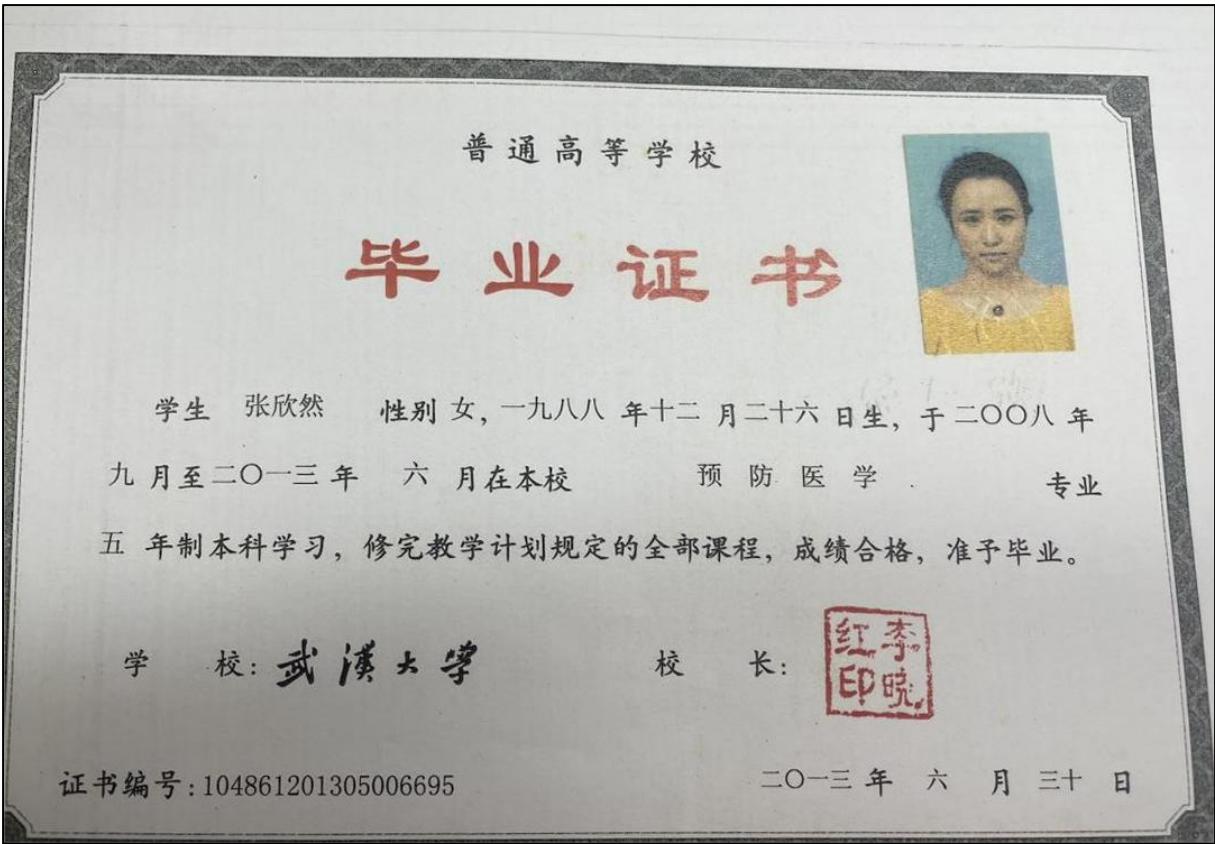 普通高等学校
毕业证书
学生 张欣然 性别 女，一九八八 年十二 月二十六 日生，于二〇〇八 年
九 月至二〇一三 年 六 月在本校 预防医学 专业
五 年制本科学习，修完教学计划规定的全部课程，成绩合格，准予毕业。
学 校：武漢大学 校 长：李晓红印
证书编号：104861201305006695 二〇一三 年 六 月 三十 日